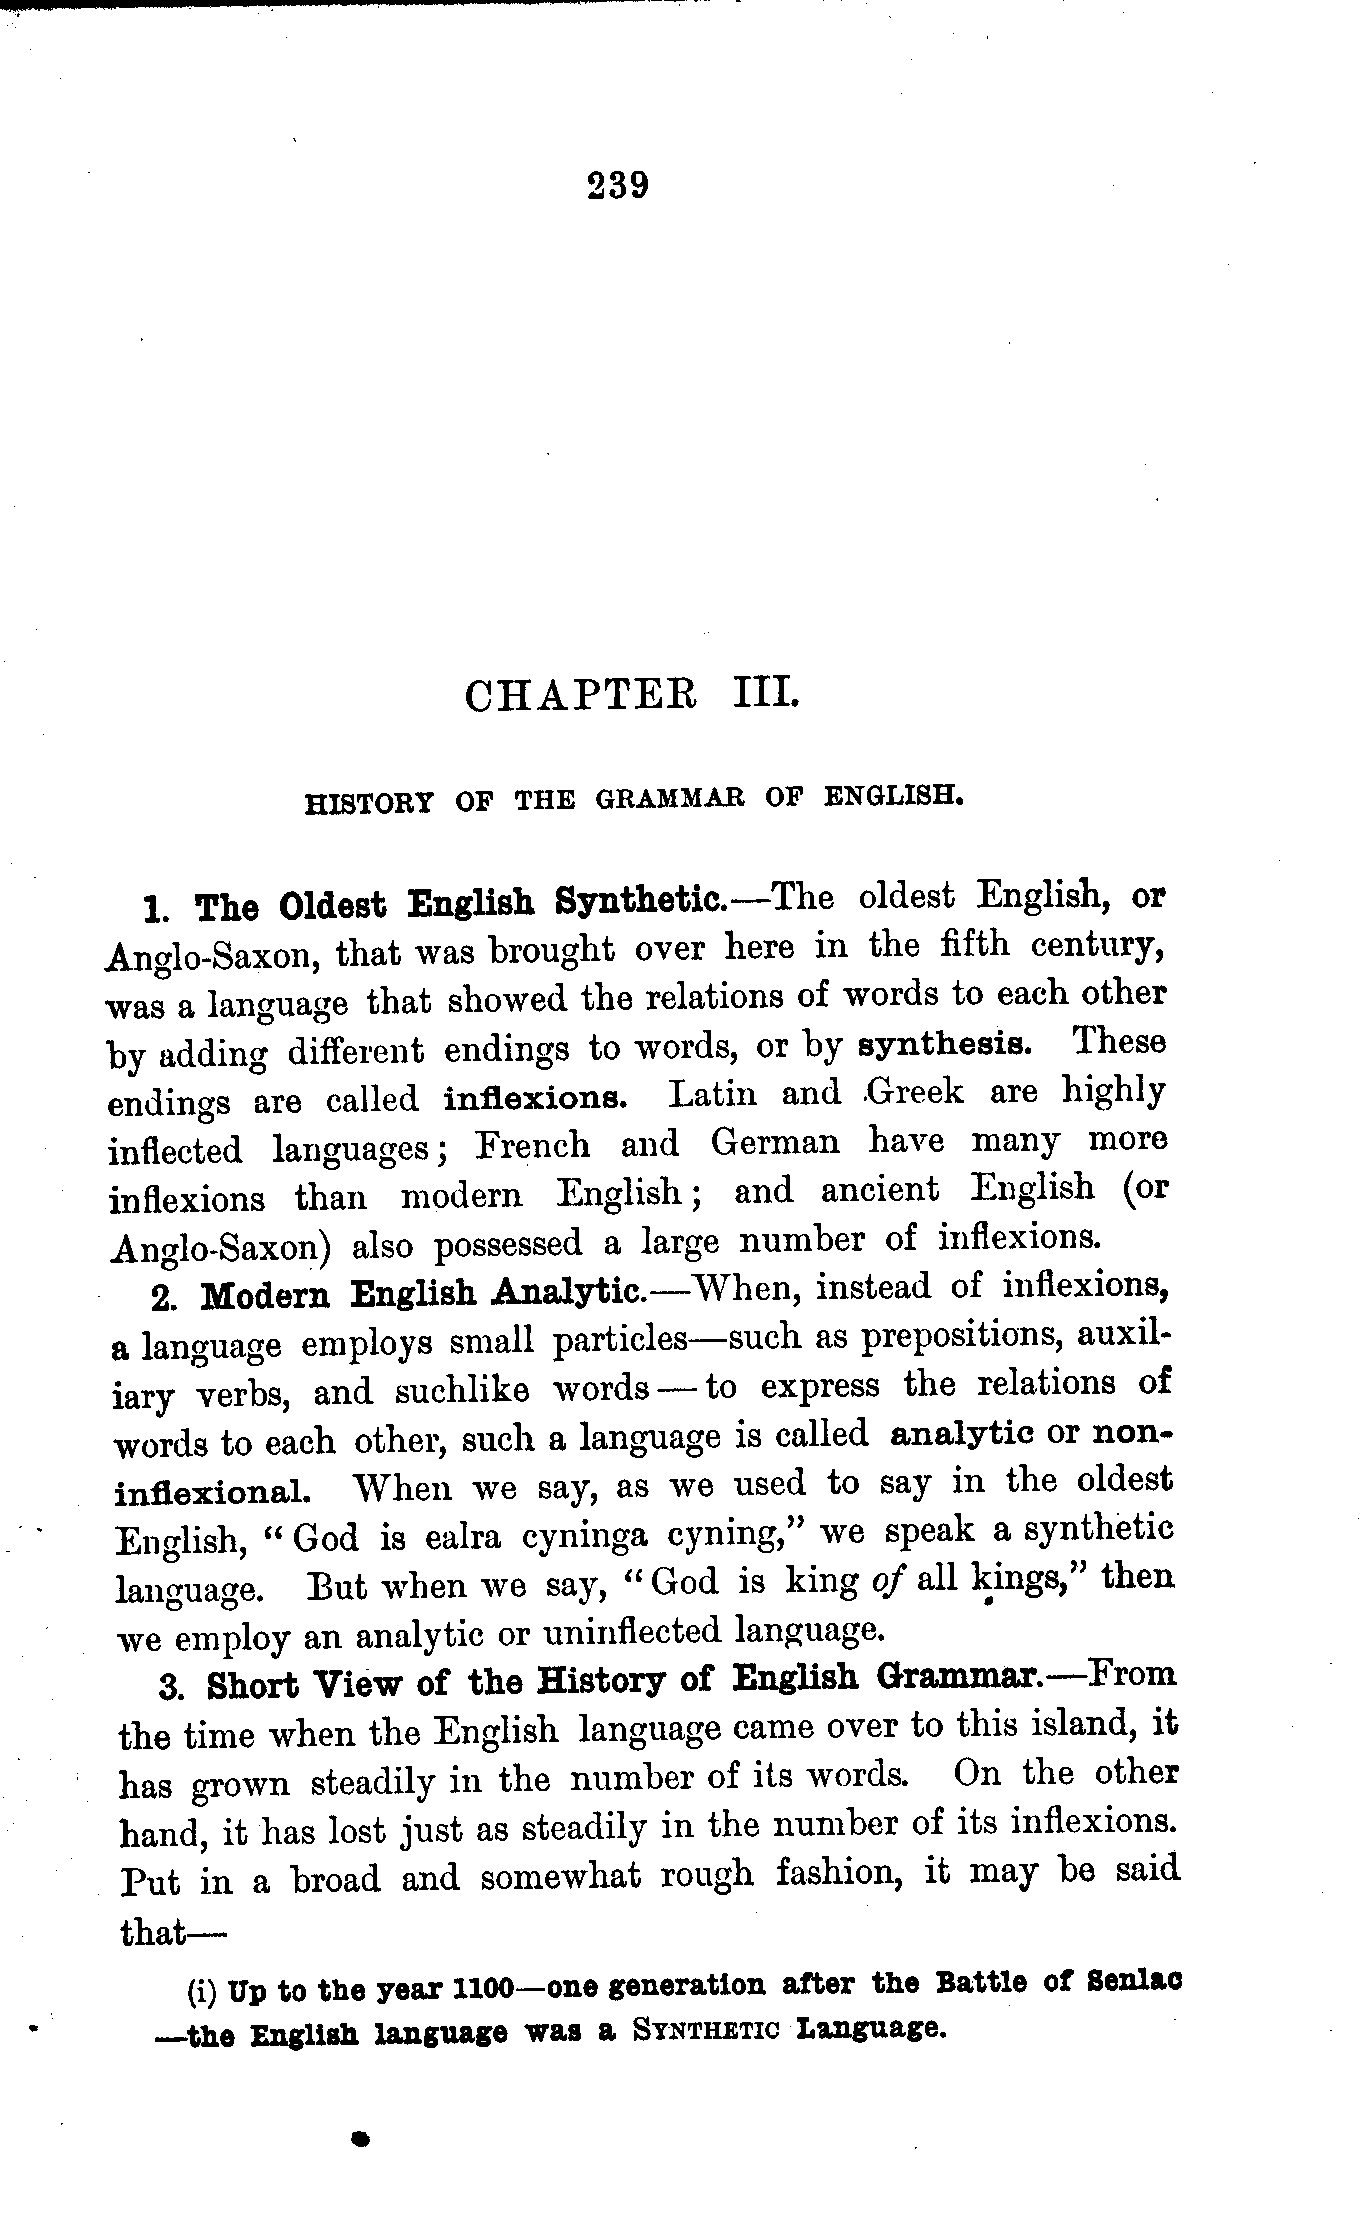 239
CHAPTER III.
HISTORY OF THE GRAMMAR OF ENGLISH.
1. The Oldest English Synthetic.—The oldest English, or
Anglo-Saxon, that was brought over here in the fifth century,
was a language that showed the relations of words to each other
by adding different endings to words, or by synthesis. These
endings are called inflexions. Latin and Greek are highly
inflected languages; French and German have many more
inflexions than modern English; and ancient English (or
Anglo-Saxon) also possessed a large number of inflexions.
2. Modern English Analytic.—When, instead of inflexions,
a language employs small particles—such as prepositions, auxil-
iary verbs, and suchlike words—to express the relations of
words to each other, such a language is called analytic or non-
inflexional. When we say, as we used to say in the oldest
English, "God is ealra cyninga cyning," we speak a synthetic
language. But when we say, "God is king of all kings," then
we employ an analytic or uninflected language.
3. Short View of the History of English Grammar.—From
the time when the English language came over to this island, it
has grown steadily in the number of its words. On the other
hand, it has lost just as steadily in the number of its inflexions.
Put in a broad and somewhat rough fashion, it may be said
that—
(i) Up to the year 1100—one generation after the Battle of Senlac
—the English language was a SYNTHETIC Language.